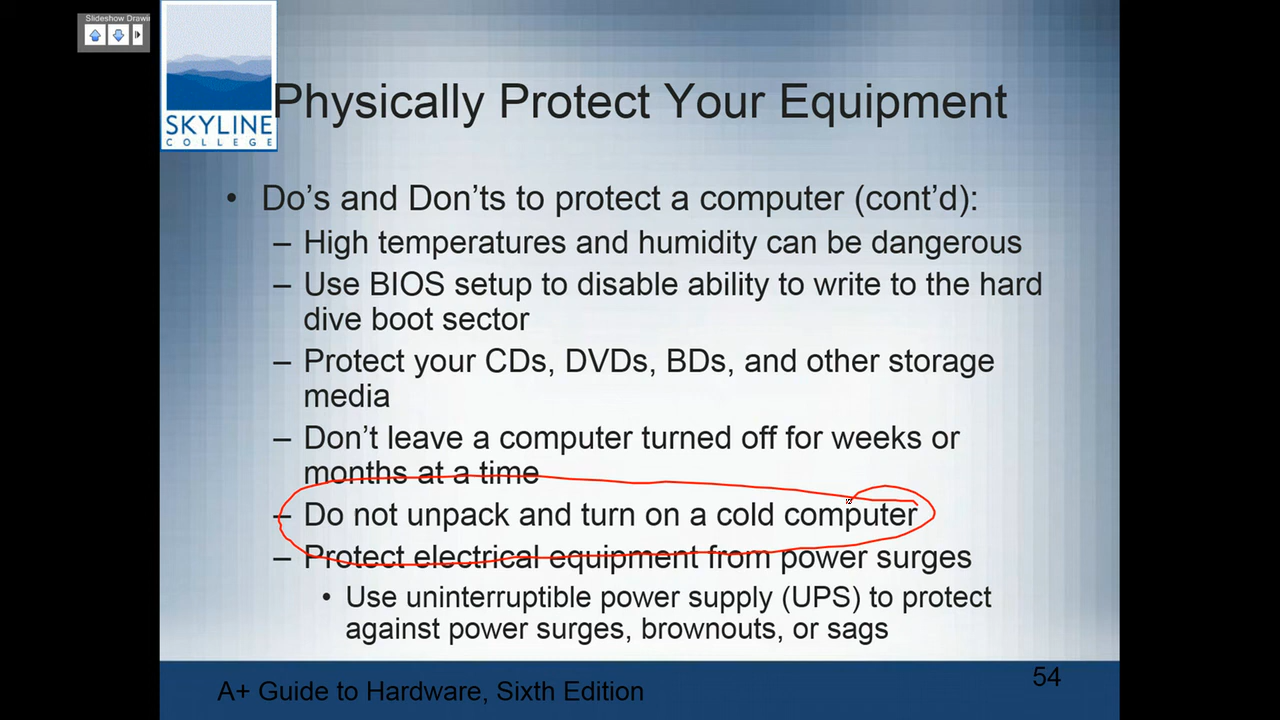 Slideshow Drawin
SKYLINE
COLLEGE
Physically Protect Your Equipment
• Do's and Don'ts to protect a computer (cont'd):
– High temperatures and humidity can be dangerous
– Use BIOS setup to disable ability to write to the hard
dive boot sector
– Protect your CDs, DVDs, BDs, and other storage
media
– Don't leave a computer turned off for weeks or
months at a time
– Do not unpack and turn on a cold computer
– Protect electrical equipment from power surges
• Use uninterruptible power supply (UPS) to protect
against power surges, brownouts, or sags
A+ Guide to Hardware, Sixth Edition
54